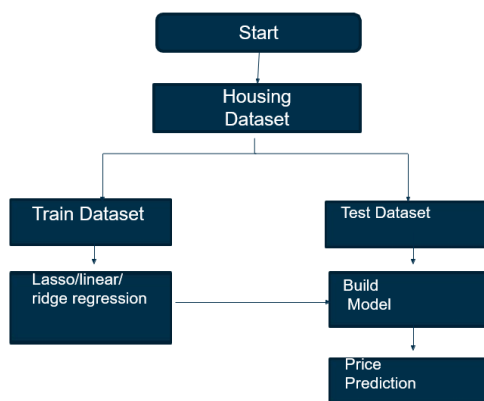 Start
Housing
Dataset
Train Dataset
Test Dataset
Lasso/linear/
ridge regression
Build
Model
Price
Prediction